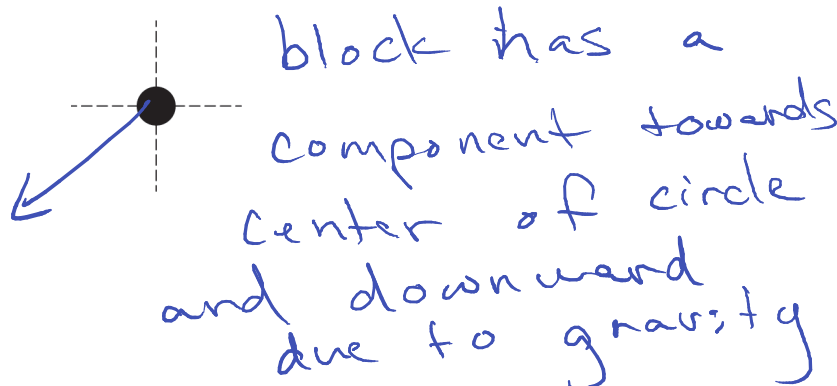 block has a
component towards
center of circle
and downward
due to gravity